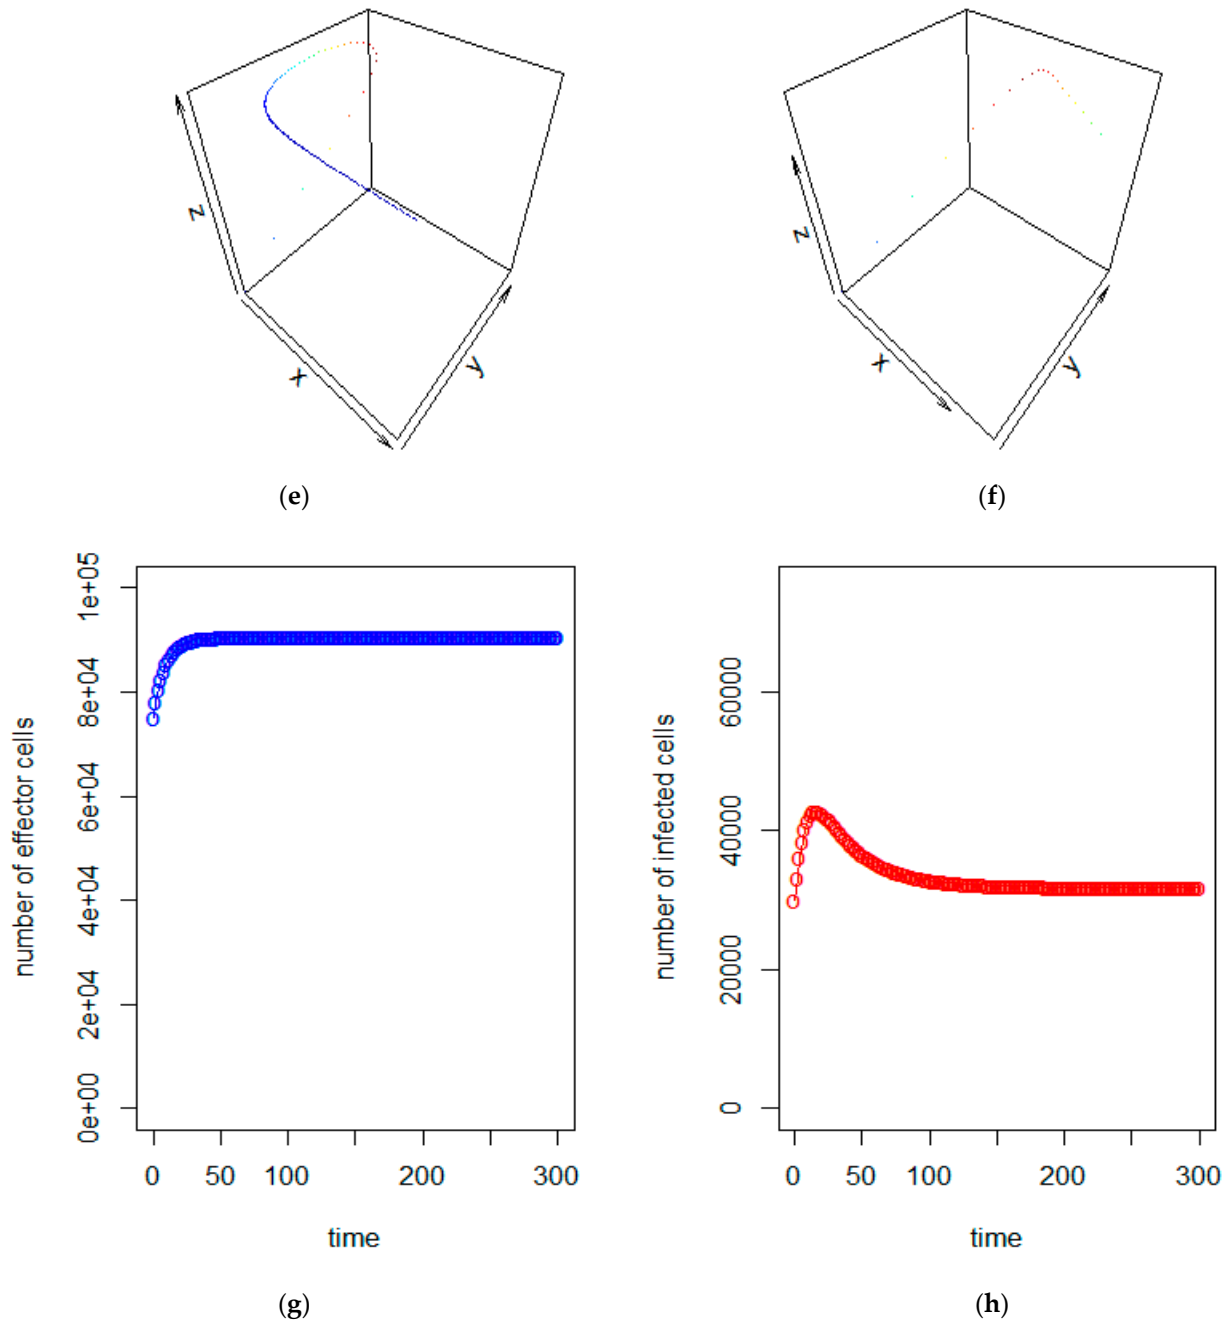 z
x
y
z
x
y
(e)
(f)
number of effector cells
0e+00 2e+04 4e+04 6e+04 8e+04 1e+05
0 50 100 200 300
time
number of infected cells
0 20000 40000 60000
0 50 100 200 300
time
(g)
(h)